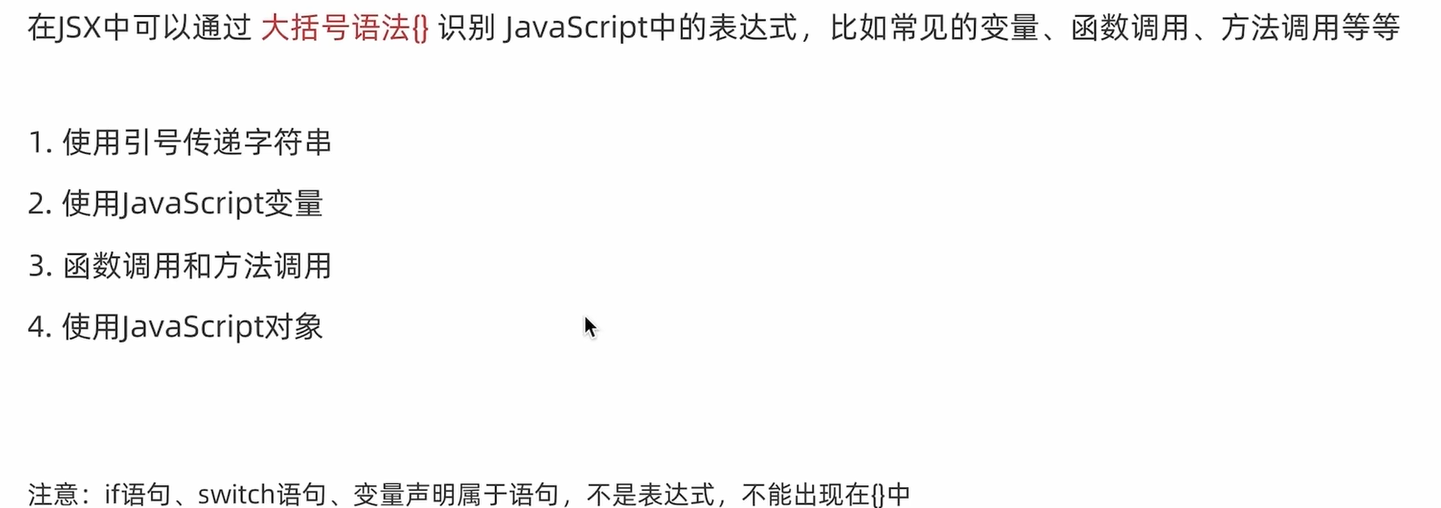 在JSX中可以通过 大括号语法{} 识别 JavaScript中的表达式，比如常见的变量、函数调用、方法调用等等
1. 使用引号传递字符串
2. 使用JavaScript变量
3. 函数调用和方法调用
4. 使用JavaScript对象
注意：if语句、switch语句、变量声明属于语句，不是表达式，不能出现在{}中